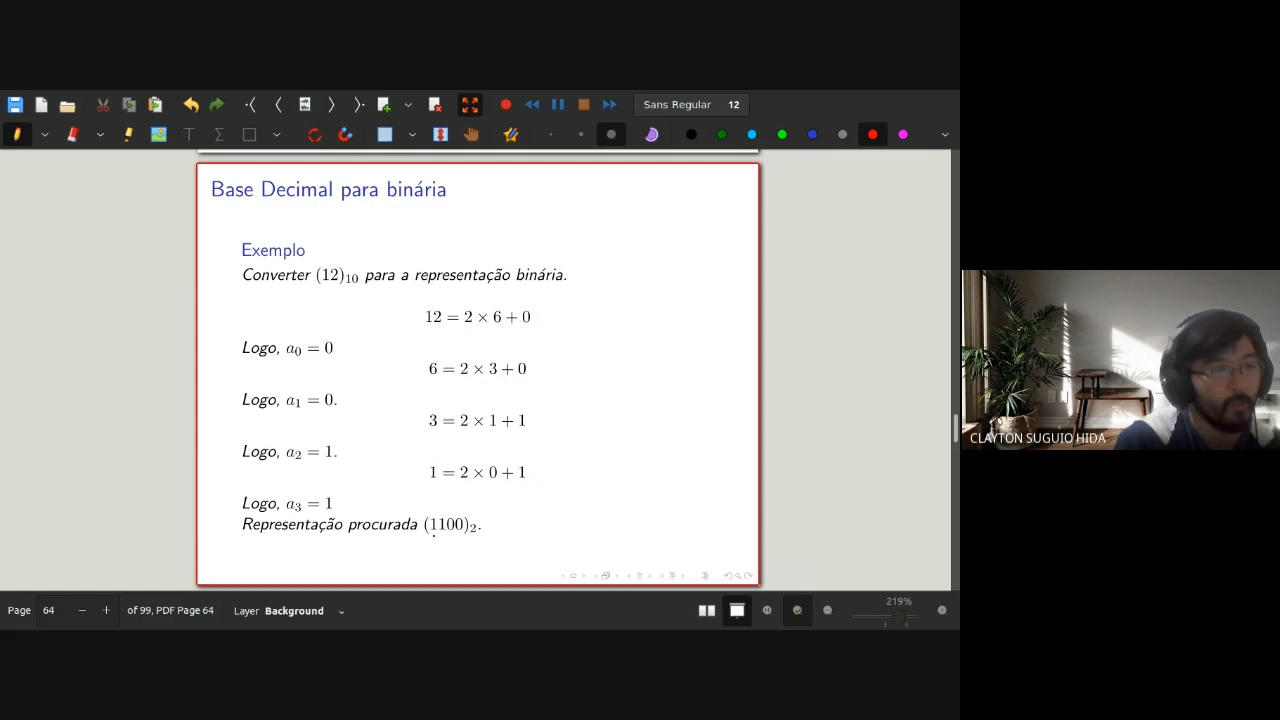 Sans Regular 12
Base Decimal para binária
Exemplo
Converter (12)₁₀ para a representação binária.
12 = 2 × 6 + 0
Logo, a₀ = 0
6 = 2 × 3 + 0
Logo, a₁ = 0.
3 = 2 × 1 + 1
Logo, a₂ = 1.
1 = 2 × 0 + 1
Logo, a₃ = 1
Representação procurada (1100)₂.
CLAYTON SUGUIO HIDA
Page 64 of 99, PDF Page 64 Layer Background 219%